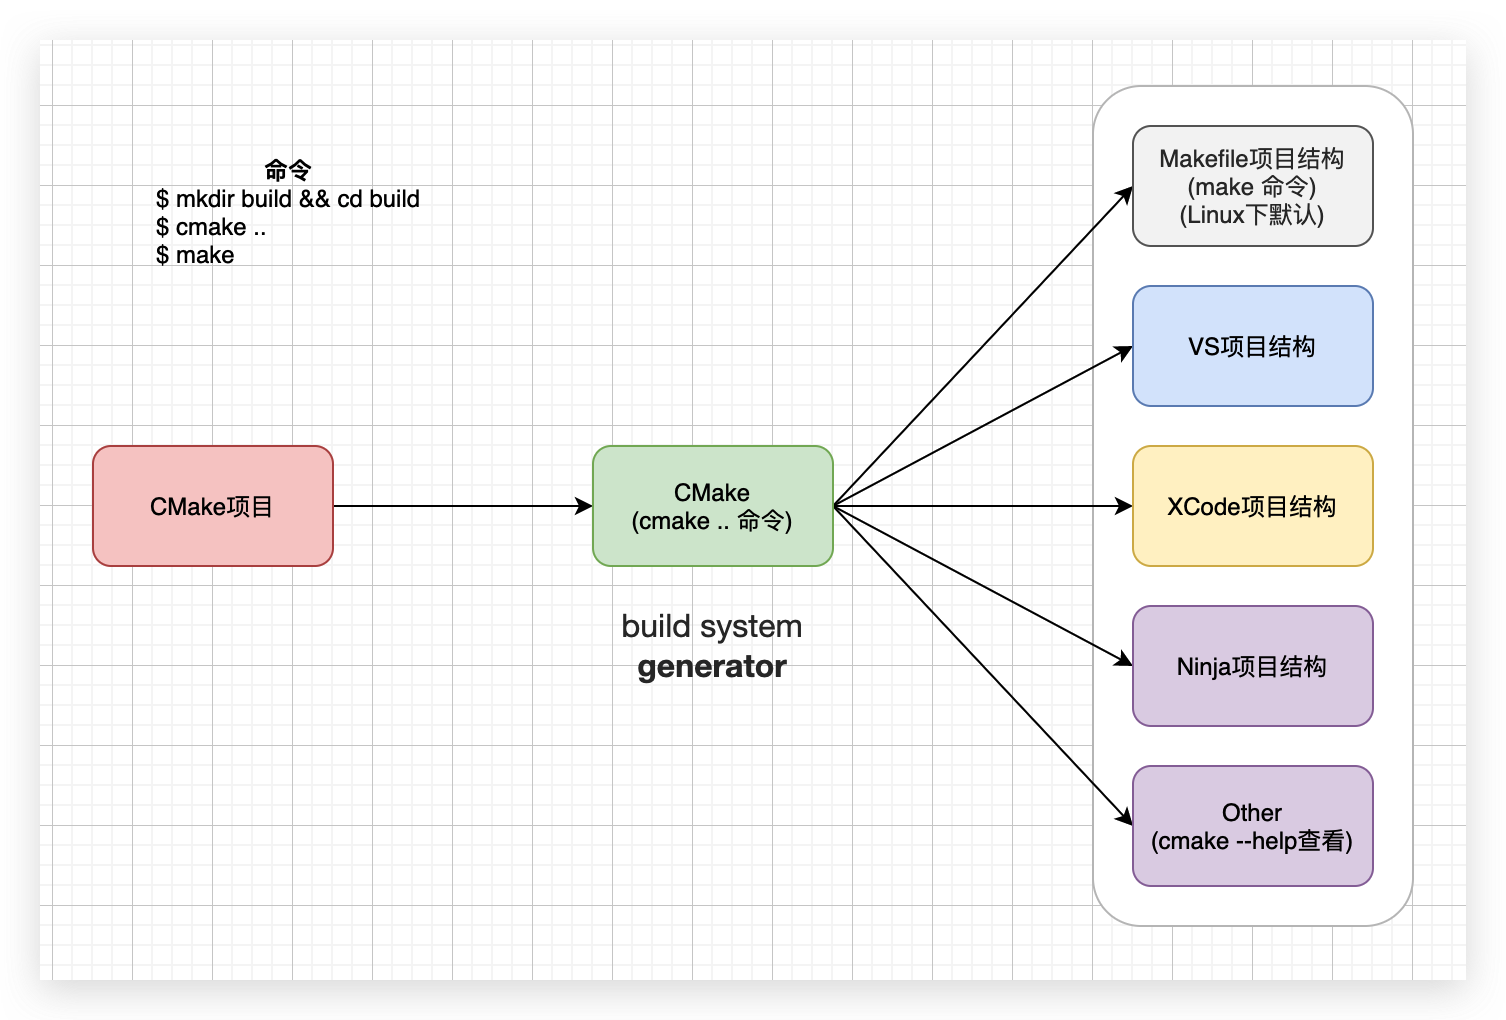 命令
$ mkdir build && cd build
$ cmake ..
$ make
CMake项目
CMake
(cmake .. 命令)
build system
generator
Makefile项目结构
(make 命令)
(Linux下默认)
VS项目结构
XCode项目结构
Ninja项目结构
Other
(cmake --help查看)